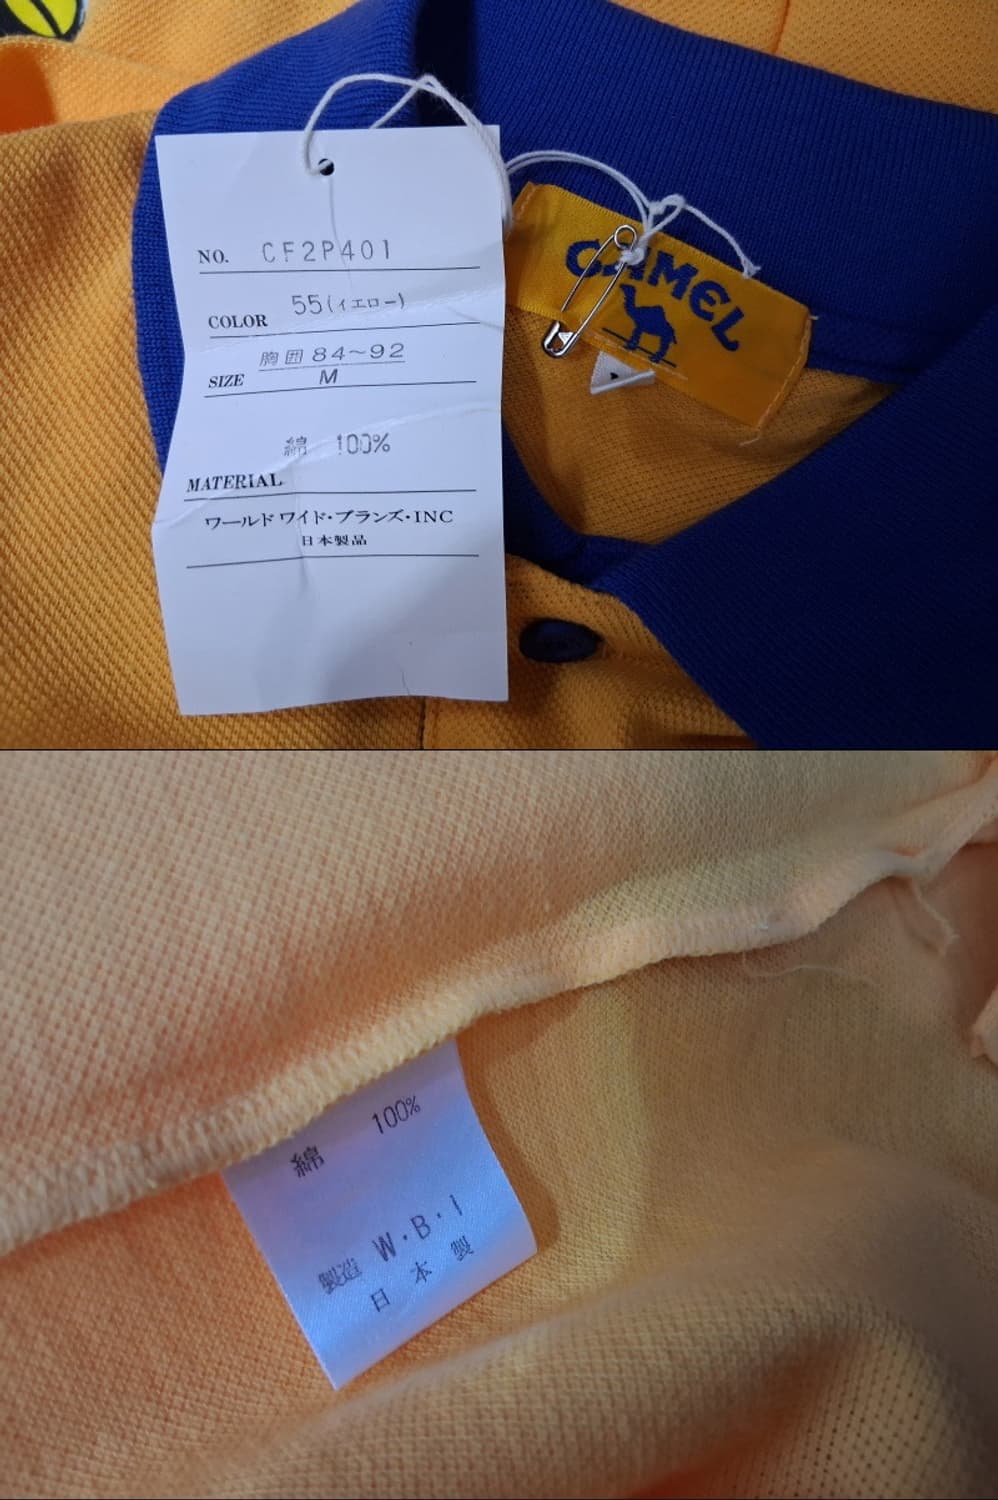 NO. CF2P401
COLOR 55(イエロー)
胸囲84～92
SIZE M
綿 100%
MATERIAL
ワールド ワイド・ブランズ・INC
日本製品
CAMEL
綿 100%
製造 W・B・I
日本製